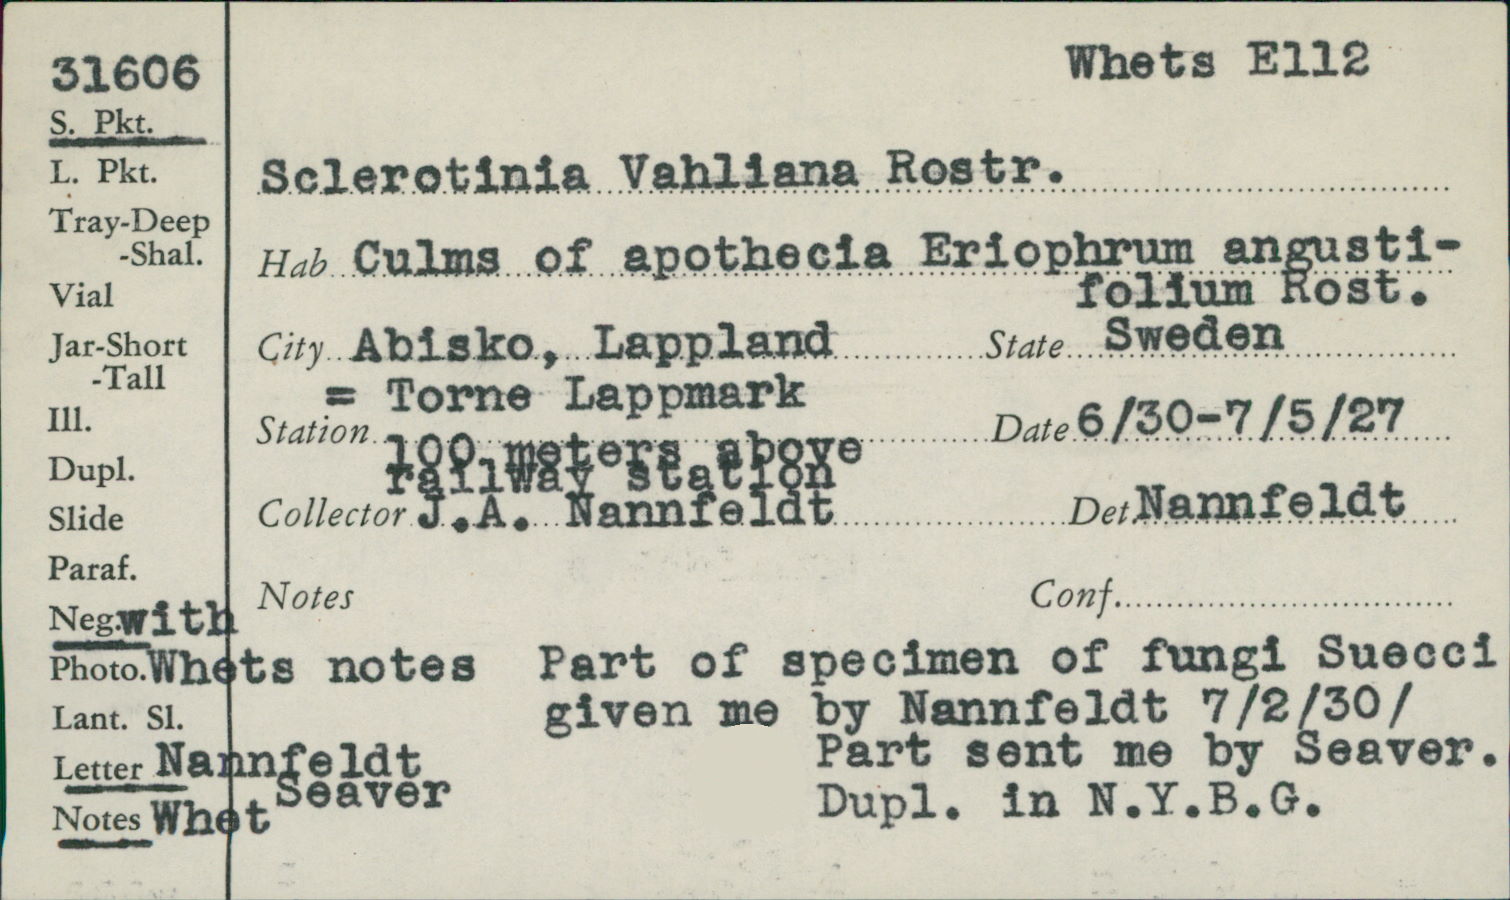 31606
Whets E112
S. Pkt.
L. Pkt.
Sclerotinia Vahliana Rostr.
Tray-Deep
-Shal.
Hab Culms of apothecia Eriophrum angusti-
folium Rost.
Vial
Jar-Short
City Abisko, Lappland State Sweden
-Tall
= Torne Lappmark
Ill.
Station 100 meters above Date 6/30-7/5/27
railway station
Dupl.
Slide
Collector J.A. Nannfeldt Det Nannfeldt
Paraf.
Notes Conf.
Neg. with
Photo. Whets notes Part of specimen of fungi Suecci
given me by Nannfeldt 7/2/30/
Lant. Sl.
Part sent me by Seaver.
Letter Nannfeldt
Seaver
Dupl. in N.Y.B.G.
Notes Whet